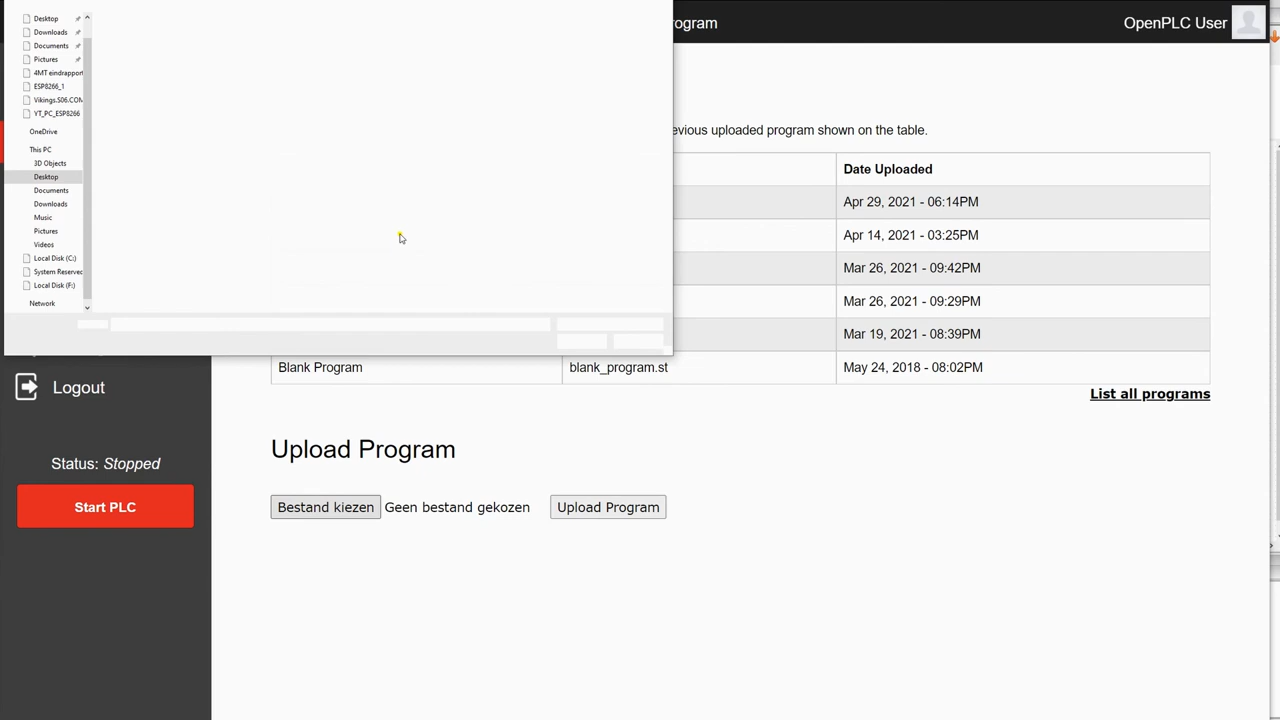 Desktop
Downloads
Documents
Pictures
4MT eindrapport
ESP8266_1
Vikings.S06.COM
YT_PC_ESP8266
OneDrive
This PC
3D Objects
Desktop
Documents
Downloads
Music
Pictures
Videos
Local Disk (C:)
System Reserved
Local Disk (F:)
Network
rogram
OpenPLC User
evious uploaded program shown on the table.
Date Uploaded
Apr 29, 2021 - 06:14PM
Apr 14, 2021 - 03:25PM
Mar 26, 2021 - 09:42PM
Mar 26, 2021 - 09:29PM
Mar 19, 2021 - 08:39PM
Blank Program blank_program.st May 24, 2018 - 08:02PM
List all programs
Logout
Status: Stopped
Start PLC
Upload Program
Bestand kiezen Geen bestand gekozen Upload Program